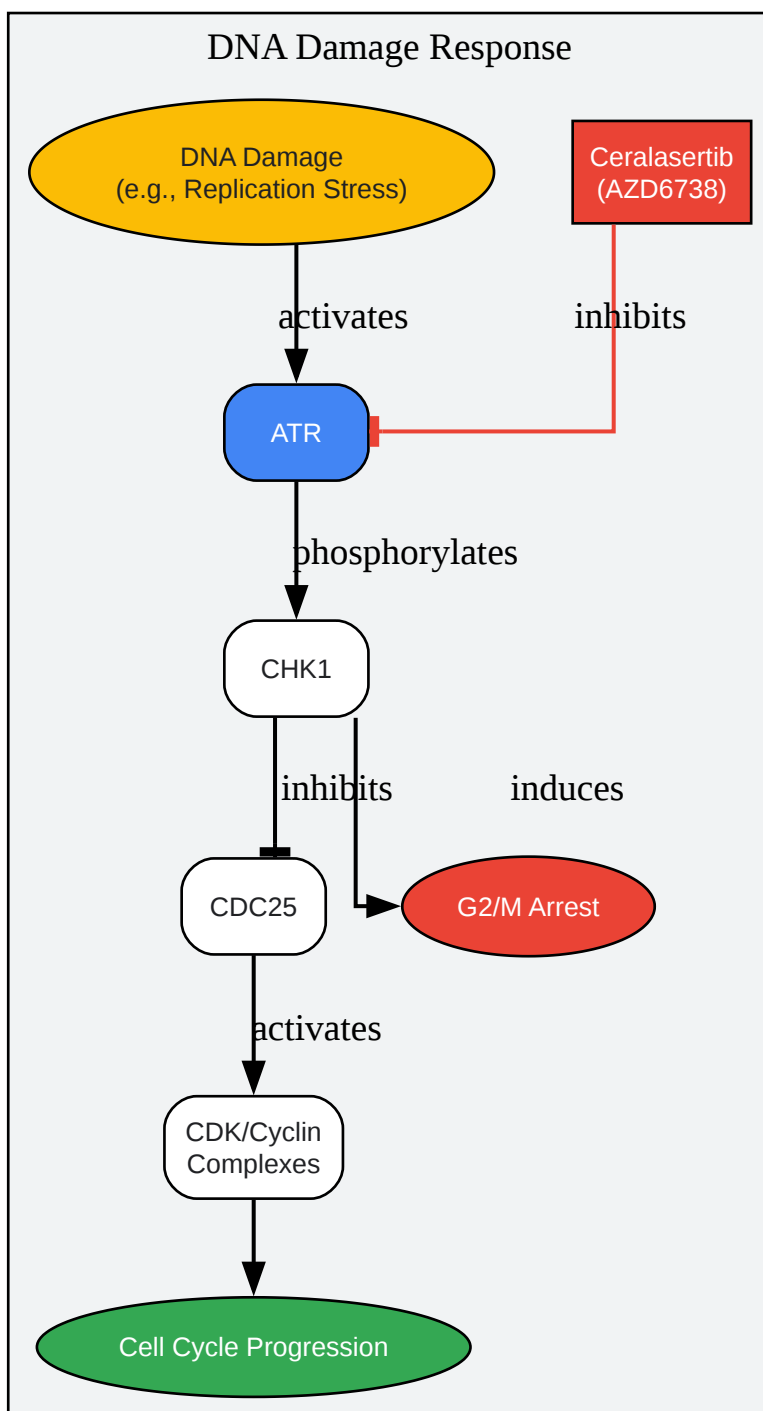 DNA Damage Response
DNA Damage
(e.g., Replication Stress)
Ceralasertib
(AZD6738)
activates
inhibits
ATR
phosphorylates
CHK1
inhibits
induces
CDC25
G2/M Arrest
activates
CDK/Cyclin
Complexes
Cell Cycle Progression